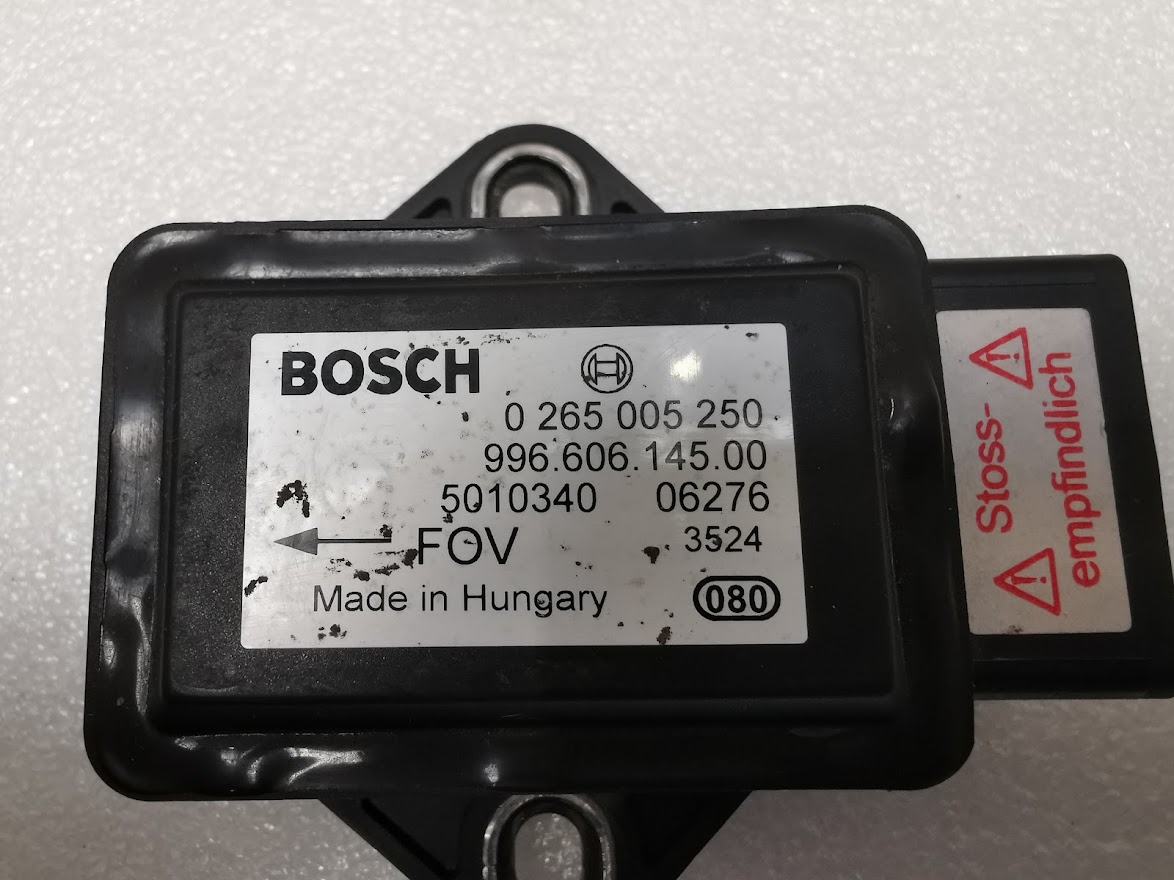 BOSCH
0 265 005 250
996.606.145.00
5010340 06276
FOV 3524
Made in Hungary 080
Stoss-
empfindlich